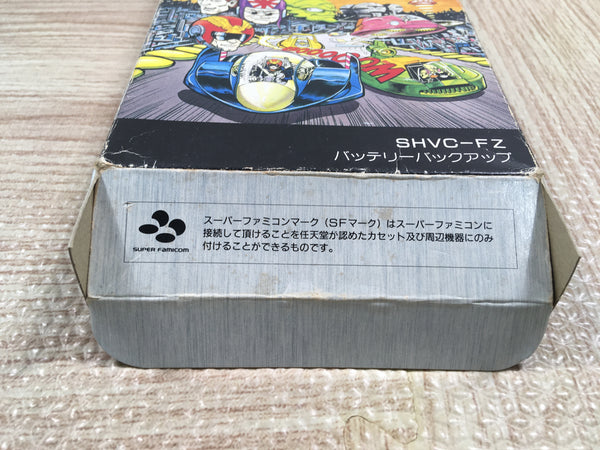 VROOOOOOM
SHVC-FZ
バッテリーバックアップ
スーパーファミコンマーク (SFマーク) はスーパーファミコンに
接続して頂けることを任天堂が認めたカセット及び周辺機器にのみ
付けることができるものです。
SUPER FAMICOM